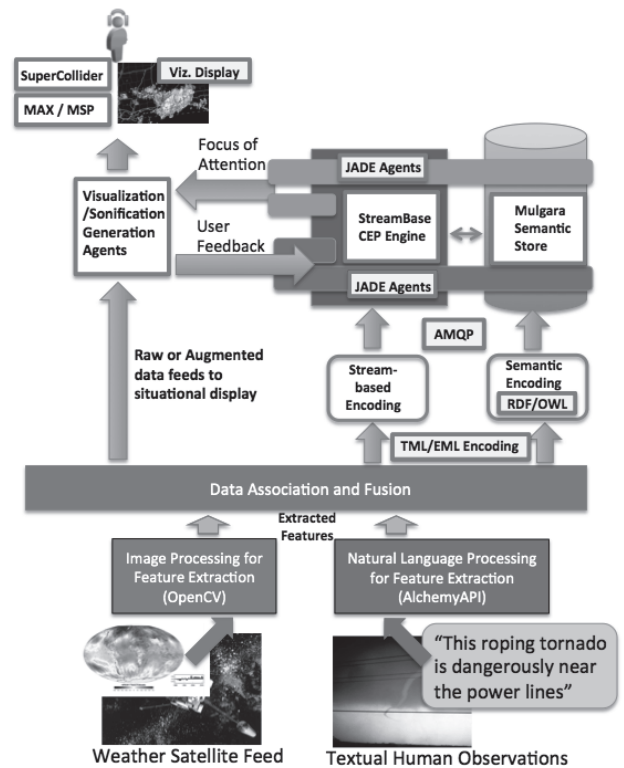 SuperCollider
Viz. Display
MAX / MSP
Focus of
Attention
JADE Agents
Visualization
/Sonification
Generation
Agents
StreamBase
CEP Engine
Mulgara
Semantic
Store
User
Feedback
JADE Agents
AMQP
Raw or Augmented
data feeds to
situational display
Stream-
based
Encoding
Semantic
Encoding
RDF/OWL
TML/EML Encoding
Data Association and Fusion
Extracted
Features
Image Processing for
Feature Extraction
(OpenCV)
Natural Language Processing
for Feature Extraction
(AlchemyAPI)
“This roping tornado
is dangerously near
the power lines”
Weather Satellite Feed
Textual Human Observations